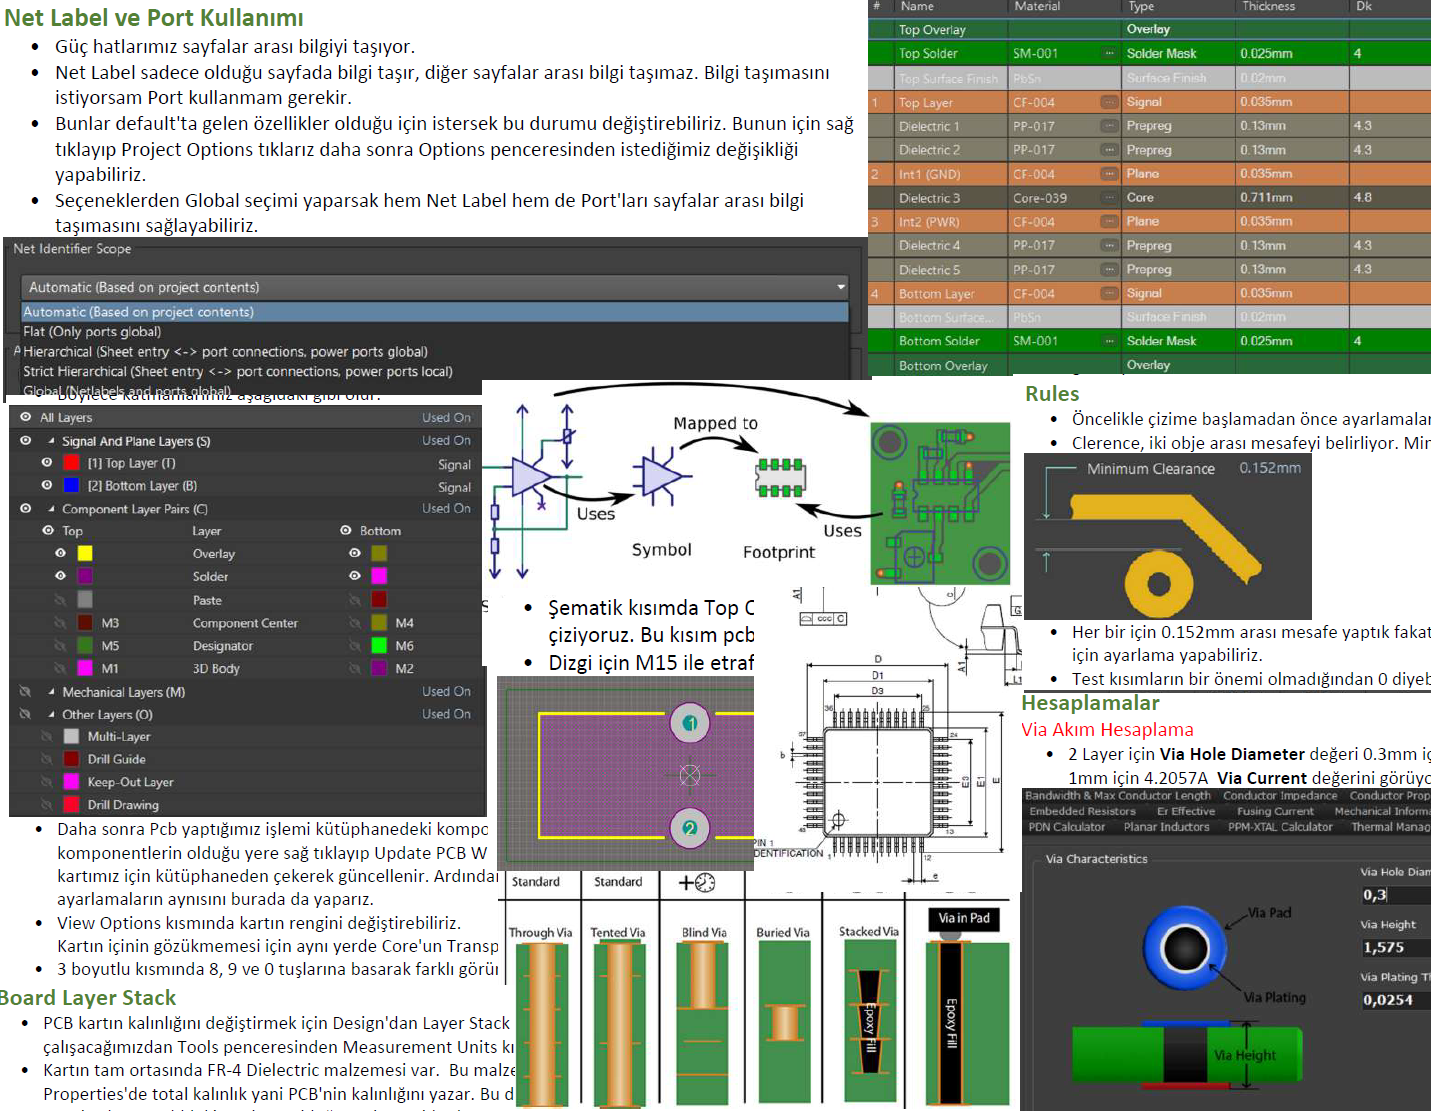 Net Label ve Port Kullanımı
• Güç hatlarımız sayfalar arası bilgiyi taşıyor.
• Net Label sadece olduğu sayfada bilgi taşır, diğer sayfalar arası bilgi taşımaz. Bilgi taşımasını
istiyorsam Port kullanmam gerekir.
• Bunlar default'ta gelen özellikler olduğu için istersek bu durumu değiştirebiliriz. Bunun için sağ
tıklayıp Project Options tıklarız daha sonra Options penceresinden istediğimiz değişikliği
yapabiliriz.
• Seçeneklerden Global seçimi yaparsak hem Net Label hem de Port'ları sayfalar arası bilgi
taşımasını sağlayabiliriz.
Net Identifier Scope
Automatic (Based on project contents)
Automatic (Based on project contents)
Flat (Only ports global)
Hierarchical (Sheet entry <-> port connections, power ports global)
Strict Hierarchical (Sheet entry <-> port connections, power ports local)
Global (Netlabels and ports global)
# Name Material Type Thickness Dk
Top Overlay Overlay
Top Solder SM-001 Solder Mask 0.025mm 4
Top Surface Finish PbSn Surface Finish 0.02mm
1 Top Layer CF-004 Signal 0.035mm
Dielectric 1 PP-017 Prepreg 0.13mm 4.3
Dielectric 2 PP-017 Prepreg 0.13mm 4.3
2 Int1 (GND) CF-004 Plane 0.035mm
Dielectric 3 Core-039 Core 0.711mm 4.8
3 Int2 (PWR) CF-004 Plane 0.035mm
Dielectric 4 PP-017 Prepreg 0.13mm 4.3
Dielectric 5 PP-017 Prepreg 0.13mm 4.3
4 Bottom Layer CF-004 Signal 0.035mm
Bottom Surface... PbSn Surface Finish 0.02mm
Bottom Solder SM-001 Solder Mask 0.025mm 4
Bottom Overlay Overlay
All Layers Used On
Signal And Plane Layers (S) Used On
[1] Top Layer (T) Signal
[2] Bottom Layer (B) Signal
Component Layer Pairs (C) Used On
Top Layer Bottom
Overlay
Solder
Paste
M3 Component Center M4
M5 Designator M6
M1 3D Body M2
Mechanical Layers (M) Used On
Other Layers (O) Used On
Multi-Layer
Drill Guide
Keep-Out Layer
Drill Drawing
Mapped to
Uses
Symbol
Footprint
Uses
• Şematik kısımda Top
çiziyoruz. Bu kısım pcb
• Dizgi için M15 ile etraf
1
2
A1
ccc C
C
A1
L1
D
D1
D3
36 25
37 24
b
E3 E1 E
48 13
PIN 1
IDENTIFICATION 1 12
e
Rules
• Öncelikle çizime başlamadan önce ayarlamalar
• Clerence, iki obje arası mesafeyi belirliyor. Min
Minimum Clearance 0.152mm
• Her bir için 0.152mm arası mesafe yaptık fakat
için ayarlama yapabiliriz.
• Test kısımların bir önemi olmadığından 0 diyeb
Hesaplamalar
Via Akım Hesaplama
• 2 Layer için Via Hole Diameter değeri 0.3mm iç
1mm için 4.2057A Via Current değerini görüyo
Bandwidth & Max Conductor Length Conductor Impedance Conductor Prop
Embedded Resistors Er Effective Fusing Current Mechanical Informa
PDN Calculator Planar Inductors PPM-XTAL Calculator Thermal Manag
Via Characteristics
Via Hole Diam
0,3
Via Height
1,575
Via Plating Th
0,0254
Via Pad
Via Plating
Via Height
• Daha sonra Pcb yaptığımız işlemi kütüphanedeki kompo
komponentlerin olduğu yere sağ tıklayıp Update PCB W
kartımız için kütüphaneden çekerek güncellenir. Ardından
ayarlamaların aynısını burada da yaparız.
• View Options kısmında kartın rengini değiştirebiliriz.
Kartın içinin gözükmemesi için aynı yerde Core'un Transp
• 3 boyutlu kısmında 8, 9 ve 0 tuşlarına basarak farklı görün
Board Layer Stack
• PCB kartın kalınlığını değiştirmek için Design'dan Layer Stack
çalışacağımızdan Tools penceresinden Measurement Units kı
• Kartın tam ortasında FR-4 Dielectric malzemesi var. Bu malze
Properties'de total kalınlık yani PCB'nin kalınlığını yazar. Bu d
Standard Standard
Through Via Tented Via Blind Via Buried Via Stacked Via Via in Pad
Epoxy Fill
Epoxy Fill